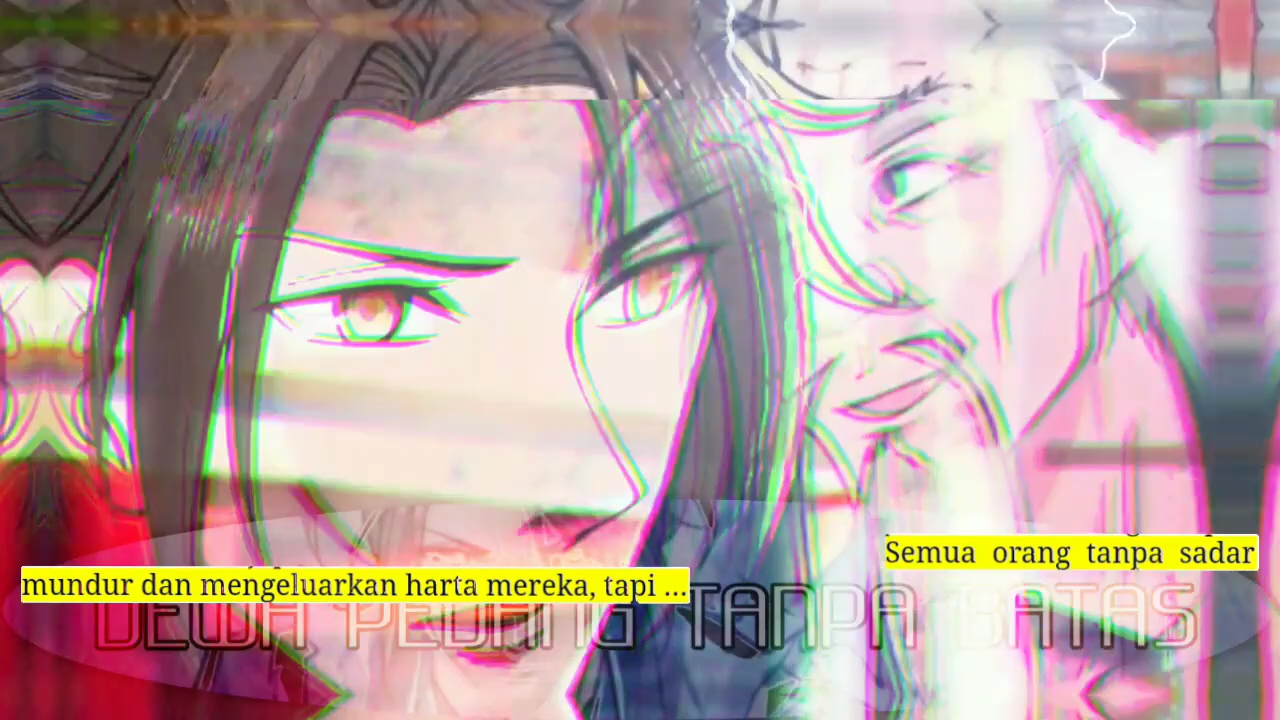 Semua orang tanpa sadar
mundur dan mengeluarkan harta mereka, tapi ...
DEWA PEDANG TANPA BATAS